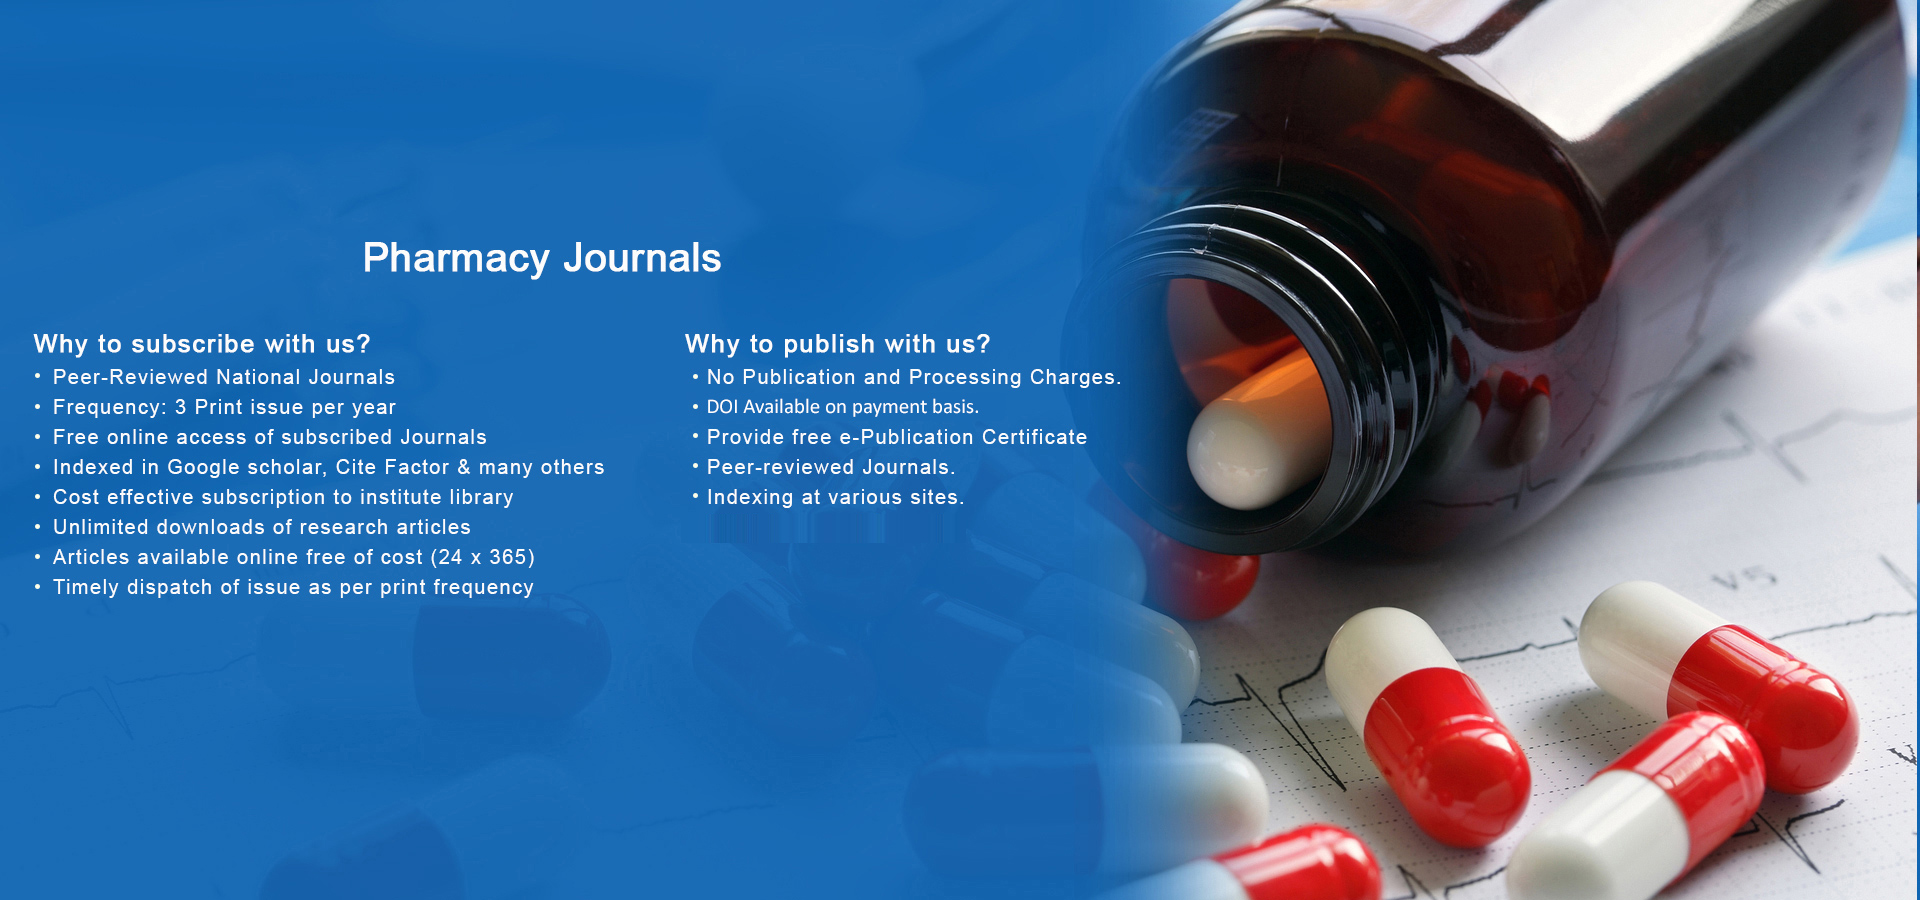 Pharmacy Journals
Why to subscribe with us?
• Peer-Reviewed National Journals
• Frequency: 3 Print issue per year
• Free online access of subscribed Journals
• Indexed in Google scholar, Cite Factor & many others
• Cost effective subscription to institute library
• Unlimited downloads of research articles
• Articles available online free of cost (24 x 365)
• Timely dispatch of issue as per print frequency
Why to publish with us?
• No Publication and Processing Charges.
• DOI Available on payment basis.
• Provide free e-Publication Certificate
• Peer-reviewed Journals.
• Indexing at various sites.
V5